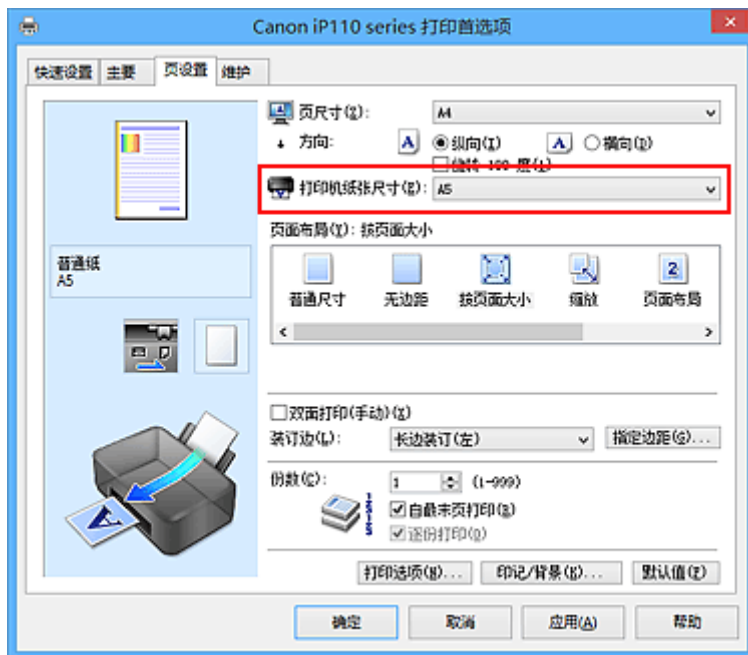 Canon iP110 series 打印首选项
快速设置 主要 页设置 维护
页尺寸(Z): A4
方向: A 纵向(I) A 横向(D)
打印机纸张尺寸(E): A5
页面布局(Y): 按页面大小
普通尺寸 无边距 按页面大小 缩放 页面布局
普通纸
A5
双面打印(手动)(X)
装订边(L): 长边装订(左) 指定边距(G)...
份数(C): 1 (1-999)
自最末页打印(R)
逐份打印(O)
打印选项(N)... 印记/背景(K)... 默认值(F)
确定 取消 应用(A) 帮助